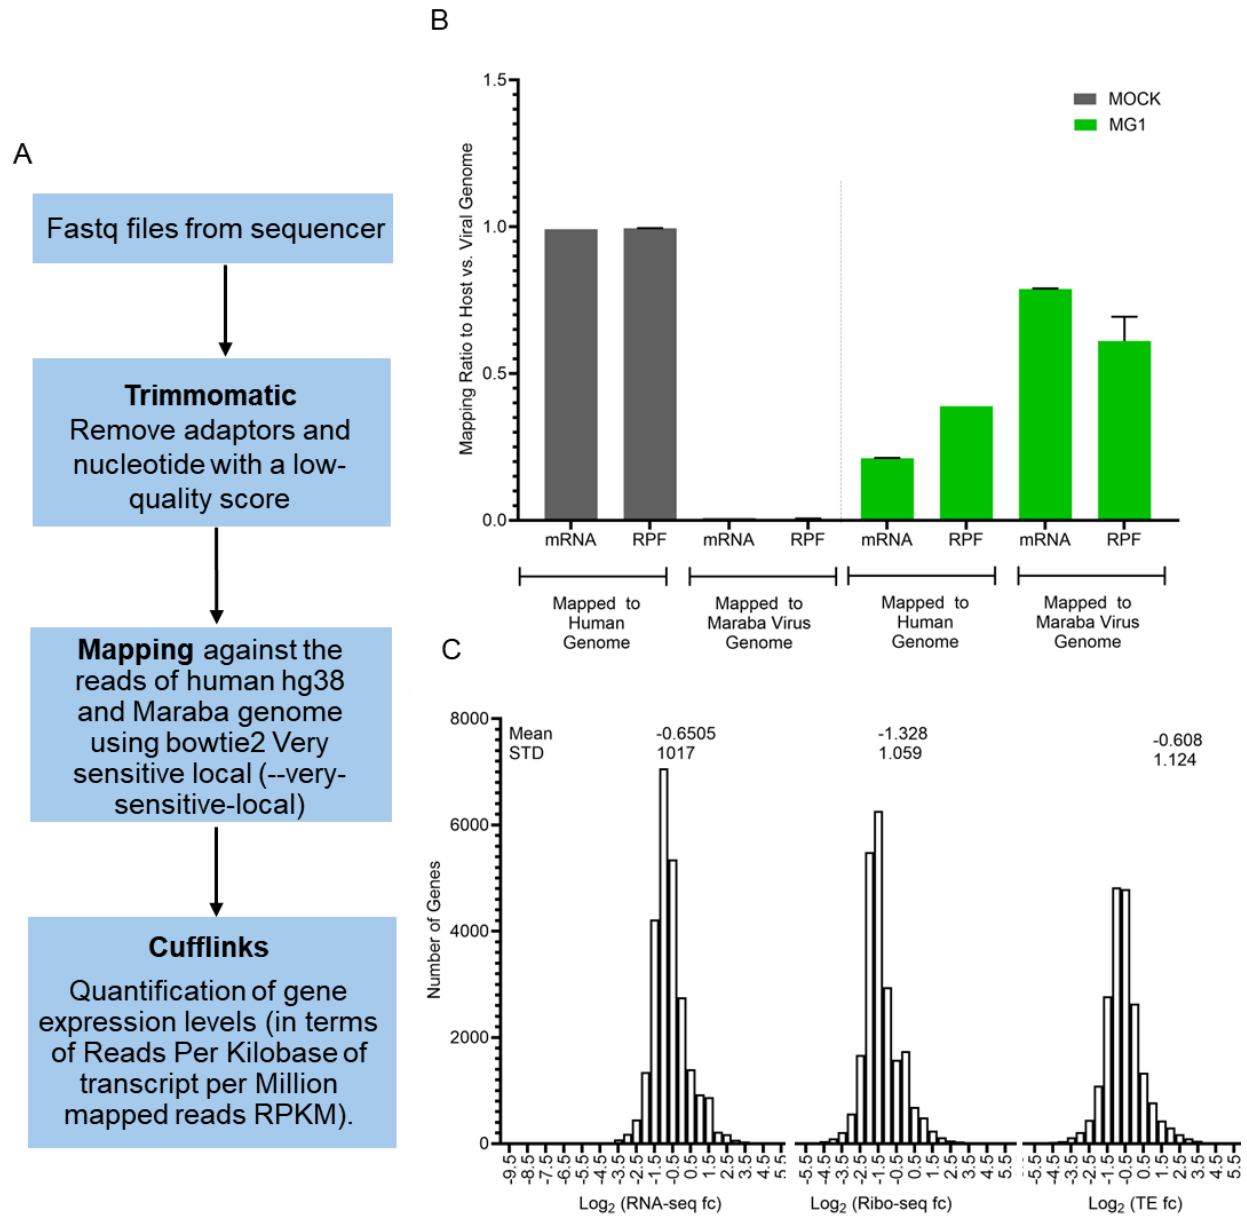 A
Fastq files from sequencer
Trimmomatic
Remove adaptors and
nucleotide with a low-
quality score
Mapping against the
reads of human hg38
and Maraba genome
using bowtie2 Very
sensitive local (--very-
sensitive-local)
Cufflinks
Quantification of gene
expression levels (in terms
of Reads Per Kilobase of
transcript per Million
mapped reads RPKM).
B
Mapping Ratio to Host vs. Viral Genome
1.5
1.0
0.5
0.0
MOCK
MG1
mRNA RPF mRNA RPF mRNA RPF mRNA RPF
Mapped to
Human
Genome
Mapped to
Maraba Virus
Genome
Mapped to
Human
Genome
Mapped to
Maraba Virus
Genome
C
Number of Genes
8000
6000
4000
2000
0
Mean -0.6505 -1.328 -0.608
STD 1017 1.059 1.124
-9.5 -8.5 -7.5 -6.5 -5.5 -4.5 -3.5 -2.5 -1.5 -0.5 0.5 1.5 2.5 3.5 4.5 5.5
Log2 (RNA-seq fc)
-5.5 -4.5 -3.5 -2.5 -1.5 -0.5 0.5 1.5 2.5 3.5 4.5 5.5
Log2 (Ribo-seq fc)
-5.5 -4.5 -3.5 -2.5 -1.5 -0.5 0.5 1.5 2.5 3.5 4.5 5.5
Log2 (TE fc)